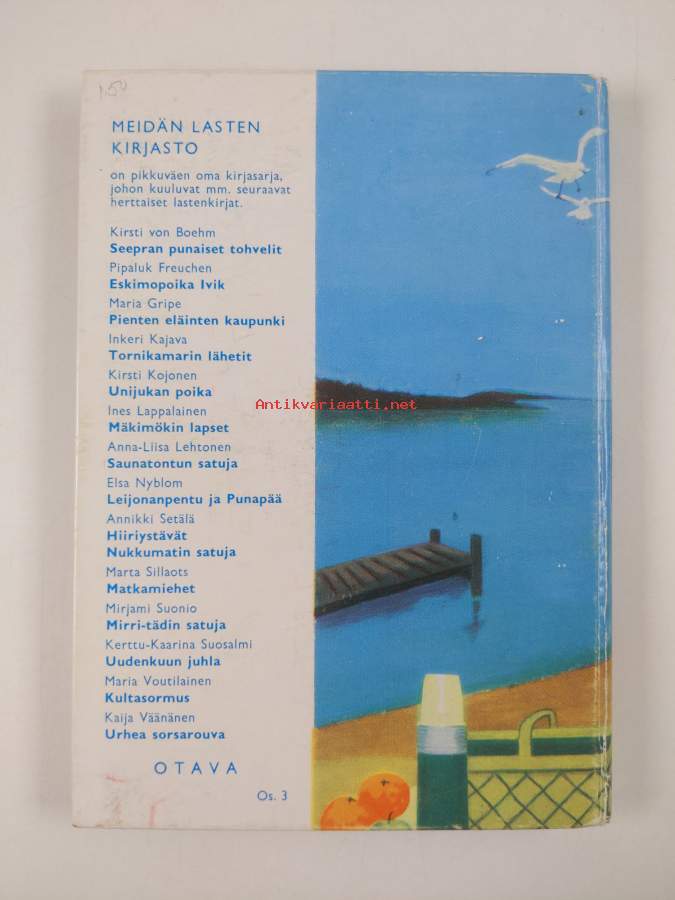 150
MEIDÄN LASTEN
KIRJASTO
on pikkuväen oma kirjasarja,
johon kuuluvat mm. seuraavat
herttaiset lastenkirjat.
Kirsti von Boehm
Seepran punaiset tohvelit
Pipaluk Freuchen
Eskimopoika Ivik
Maria Gripe
Pienten eläinten kaupunki
Inkeri Kajava
Tornikamarin lähetit
Kirsti Kojonen
Unijukan poika
Ines Lappalainen
Mäkimökin lapset
Anna-Liisa Lehtonen
Saunatontun satuja
Elsa Nyblom
Leijonanpentu ja Punapää
Annikki Setälä
Hiiriystävät
Nukkumatin satuja
Marta Sillaots
Matkamiehet
Mirjami Suonio
Mirri-tädin satuja
Kerttu-Kaarina Suosalmi
Uudenkuun juhla
Maria Voutilainen
Kultasormus
Kaija Väänänen
Urhea sorsarouva
OTAVA
Os. 3
Antikvariaatti.net